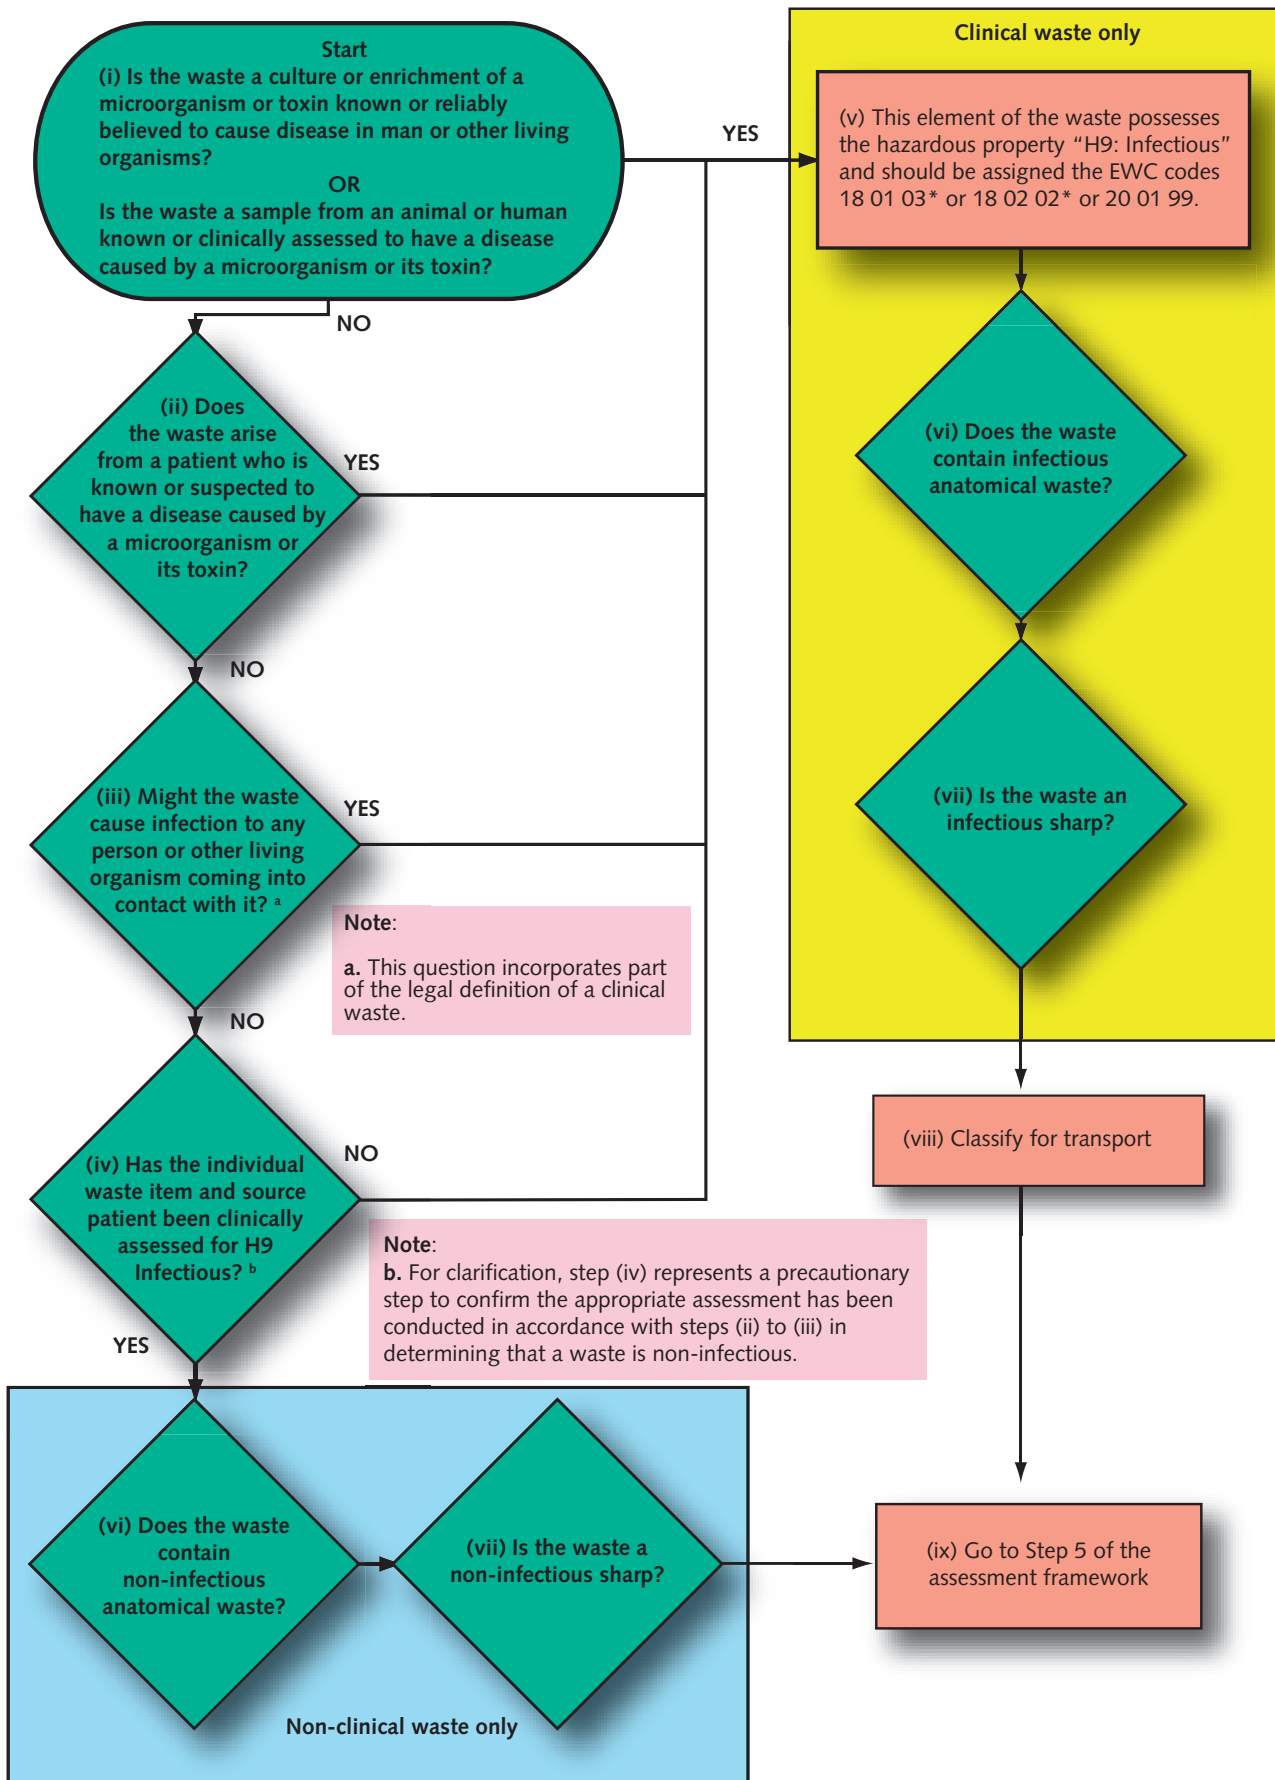 Start
(i) Is the waste a culture or enrichment of a
microorganism or toxin known or reliably
believed to cause disease in man or other living
organisms?
OR
Is the waste a sample from an animal or human
known or clinically assessed to have a disease
caused by a microorganism or its toxin?
YES
NO
(ii) Does
the waste arise
from a patient who is
known or suspected to
have a disease caused by
a microorganism or
its toxin?
YES
NO
(iii) Might the waste
cause infection to any
person or other living
organism coming into
contact with it? a
YES
NO
Note:
a. This question incorporates part
of the legal definition of a clinical
waste.
(iv) Has the individual
waste item and source
patient been clinically
assessed for H9
Infectious? b
NO
YES
Note:
b. For clarification, step (iv) represents a precautionary
step to confirm the appropriate assessment has been
conducted in accordance with steps (ii) to (iii) in
determining that a waste is non-infectious.
(vi) Does the waste
contain
non-infectious
anatomical waste?
(vii) Is the waste a
non-infectious sharp?
Non-clinical waste only
Clinical waste only
(v) This element of the waste possesses
the hazardous property “H9: Infectious”
and should be assigned the EWC codes
18 01 03* or 18 02 02* or 20 01 99.
(vi) Does the waste
contain infectious
anatomical waste?
(vii) Is the waste an
infectious sharp?
(viii) Classify for transport
(ix) Go to Step 5 of the
assessment framework